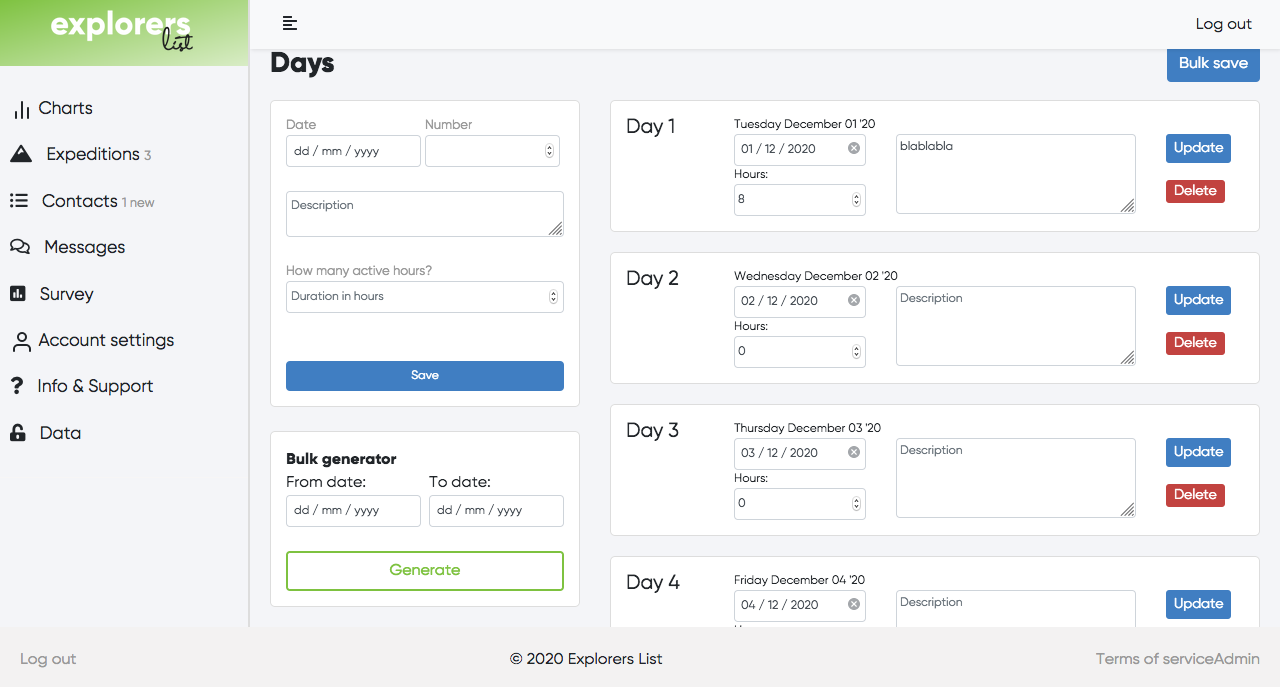 explorers
list
Log out
Charts
Expeditions 3
Contacts 1 new
Messages
Survey
Account settings
Info & Support
Data
Days
Bulk save
Date
Number
dd / mm / yyyy
Description
How many active hours?
Duration in hours
Save
Bulk generator
From date:
To date:
dd / mm / yyyy
dd / mm / yyyy
Generate
Day 1
Tuesday December 01 '20
01 / 12 / 2020
Hours:
8
blablabla
Update
Delete
Day 2
Wednesday December 02 '20
02 / 12 / 2020
Hours:
0
Description
Update
Delete
Day 3
Thursday December 03 '20
03 / 12 / 2020
Hours:
0
Description
Update
Delete
Day 4
Friday December 04 '20
04 / 12 / 2020
Description
Update
Log out
© 2020 Explorers List
Terms of serviceAdmin